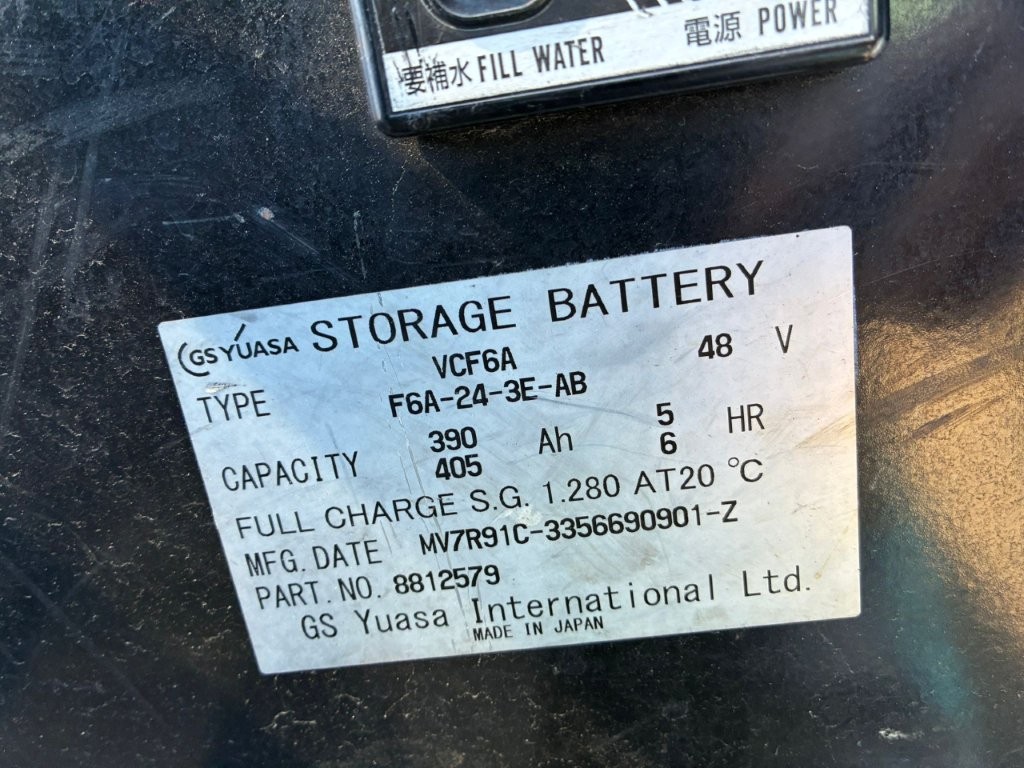 要補水 FILL WATER 電源 POWER
GS YUASA STORAGE BATTERY
TYPE VCF6A 48 V
F6A-24-3E-AB
CAPACITY 390 Ah 5 HR
405 6
FULL CHARGE S.G. 1.280 AT20 ℃
MFG. DATE MV7R91C-3356690901-Z
PART. NO. 8812579
GS Yuasa International Ltd.
MADE IN JAPAN